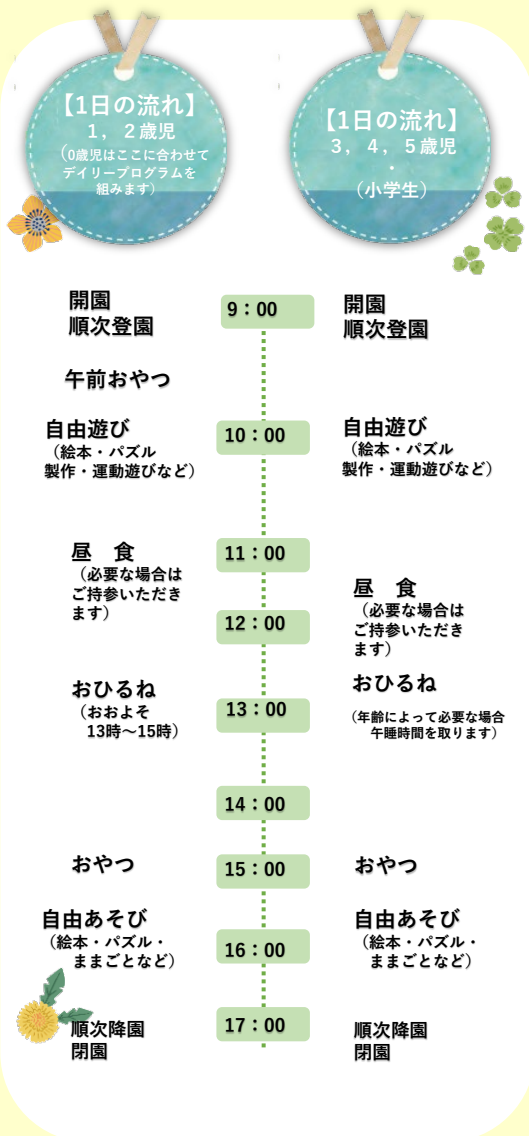 【1日の流れ】
１，２歳児
(0歳児はここに合わせて
デイリープログラムを
組みます)
【1日の流れ】
３，４，５歳児
・
(小学生)
開園
順次登園
午前おやつ
自由遊び
(絵本・パズル
製作・運動遊びなど)
昼　食
(必要な場合は
ご持参いただき
ます)
おひるね
(おおよそ
13時～15時)
おやつ
自由あそび
(絵本・パズル・
ままごとなど)
順次降園
閉園
9：00
10：00
11：00
12：00
13：00
14：00
15：00
16：00
17：00
開園
順次登園
自由遊び
(絵本・パズル
製作・運動遊びなど)
昼　食
(必要な場合は
ご持参いただき
ます)
おひるね
(年齢によって必要な場合
午睡時間を取ります)
おやつ
自由あそび
(絵本・パズル・
ままごとなど)
順次降園
閉園